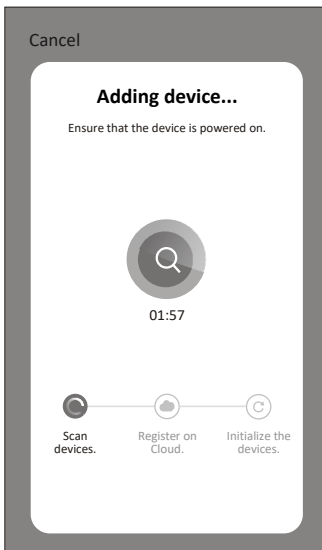 Cancel
Adding device...
Ensure that the device is powered on.
01:57
Scan
devices.
Register on
Cloud.
Initialize the
devices.